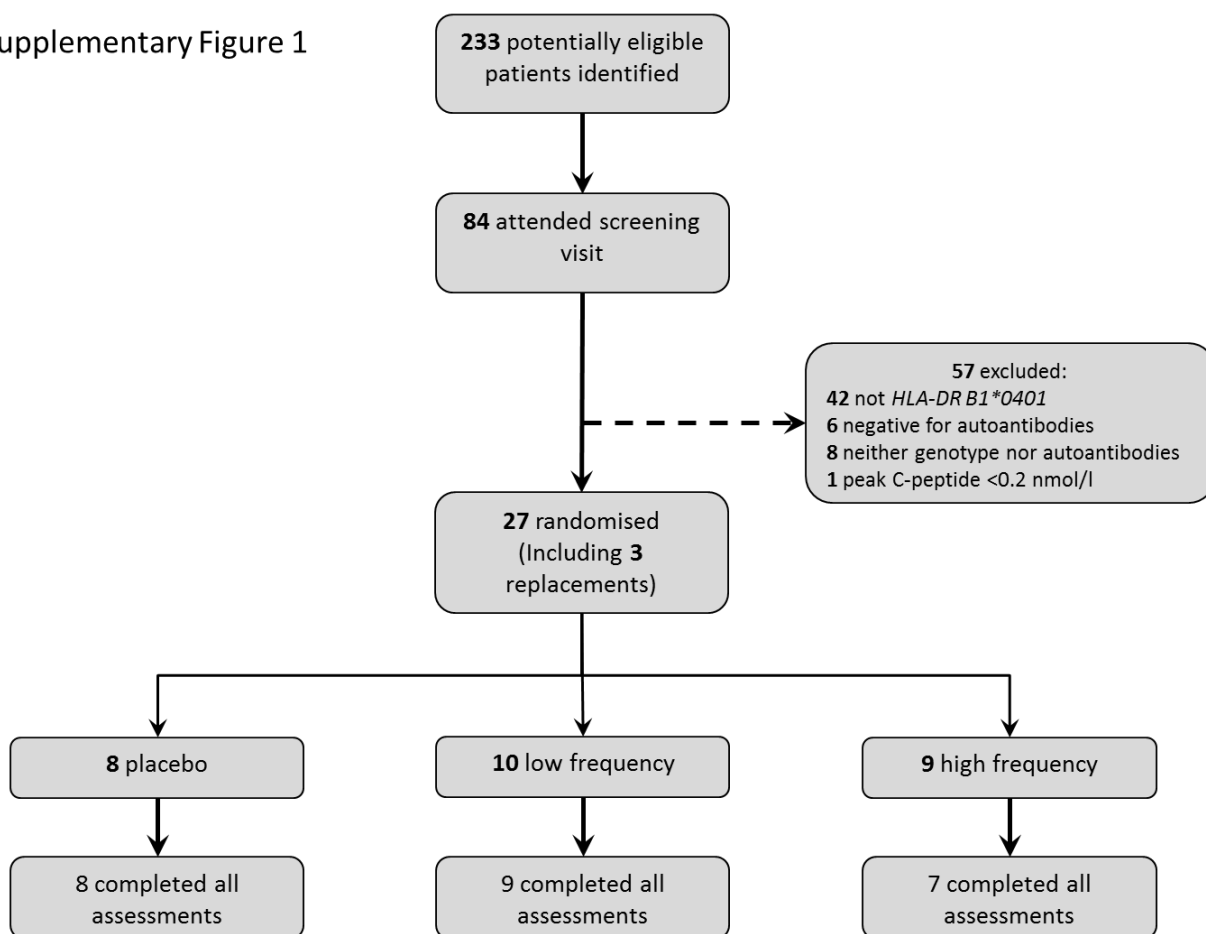 upplementary Figure 1
233 potentially eligible
patients identified
84 attended screening
visit
57 excluded:
42 not HLA-DR B1*0401
6 negative for autoantibodies
8 neither genotype nor autoantibodies
1 peak C-peptide <0.2 nmol/l
27 randomised
(Including 3
replacements)
8 placebo
10 low frequency
9 high frequency
8 completed all
assessments
9 completed all
assessments
7 completed all
assessments